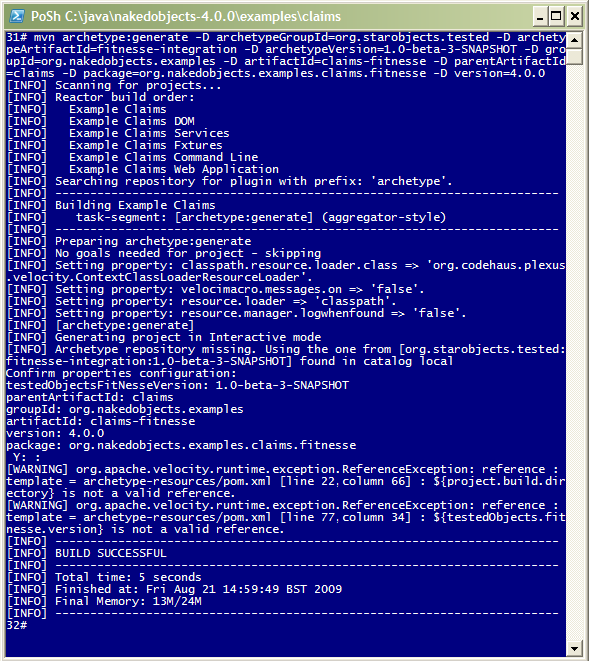 PoSh C:\java\nakedobjects-4.0.0\examples\claims
31# mvn archetype:generate -D archetypeGroupId=org.starobjects.tested -D archety
peArtifactId=fitnesse-integration -D archetypeVersion=1.0-beta-3-SNAPSHOT -D gro
upId=org.nakedobjects.examples -D artifactId=claims-fitnesse -D parentArtifactId
=claims -D package=org.nakedobjects.examples.claims.fitnesse -D version=4.0.0
[INFO] Scanning for projects...
[INFO] Reactor build order:
[INFO]   Example Claims
[INFO]   Example Claims DOM
[INFO]   Example Claims Services
[INFO]   Example Claims Fxtures
[INFO]   Example Claims Command Line
[INFO]   Example Claims Web Application
[INFO] Searching repository for plugin with prefix: 'archetype'.
[INFO] ------------------------------------------------------------------------
[INFO] Building Example Claims
[INFO]    task-segment: [archetype:generate] (aggregator-style)
[INFO] ------------------------------------------------------------------------
[INFO] Preparing archetype:generate
[INFO] No goals needed for project - skipping
[INFO] Setting property: classpath.resource.loader.class => 'org.codehaus.plexus
.velocity.ContextClassLoaderResourceLoader'.
[INFO] Setting property: velocimacro.messages.on => 'false'.
[INFO] Setting property: resource.loader => 'classpath'.
[INFO] Setting property: resource.manager.logwhenfound => 'false'.
[INFO] [archetype:generate]
[INFO] Generating project in Interactive mode
[INFO] Archetype repository missing. Using the one from [org.starobjects.tested:
fitnesse-integration:1.0-beta-3-SNAPSHOT] found in catalog local
Confirm properties configuration:
testedObjectsFitNesseVersion: 1.0-beta-3-SNAPSHOT
parentArtifactId: claims
groupId: org.nakedobjects.examples
artifactId: claims-fitnesse
version: 4.0.0
package: org.nakedobjects.examples.claims.fitnesse
 Y: :
[WARNING] org.apache.velocity.runtime.exception.ReferenceException: reference :
template = archetype-resources/pom.xml [line 22,column 66] : ${project.build.dir
ectory} is not a valid reference.
[WARNING] org.apache.velocity.runtime.exception.ReferenceException: reference :
template = archetype-resources/pom.xml [line 77,column 34] : ${testedObjects.fit
nesse.version} is not a valid reference.
[INFO] ------------------------------------------------------------------------
[INFO] BUILD SUCCESSFUL
[INFO] ------------------------------------------------------------------------
[INFO] Total time: 5 seconds
[INFO] Finished at: Fri Aug 21 14:59:49 BST 2009
[INFO] Final Memory: 13M/24M
[INFO] ------------------------------------------------------------------------
32#